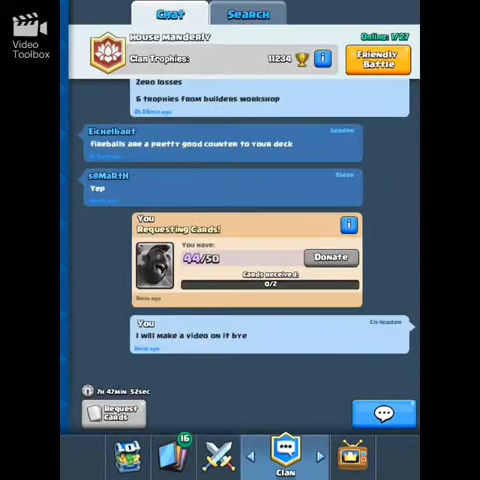 Video
Toolbox
Chat
Search
House Manderly
Online: 1/27
Clan Trophies:
11234
Friendly
Battle
Zero losses
6 trophies from builders workshop
Eichelbart
Leader
fireballs are a pretty good counter to your deck
Elder
Yep
You
Requesting Cards!
You have:
44/50
Donate
Cards received:
0/2
You
Co-leader
I will make a video on it bye
7h 47min 52sec
Request
Cards
16
Clan